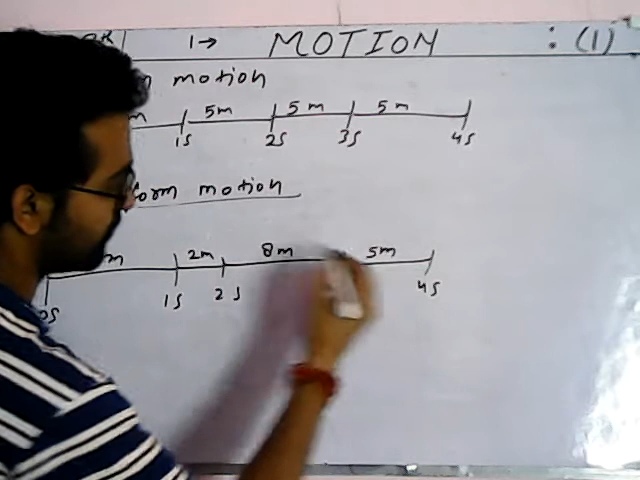 1→ MOTION : (1)
motion
5m 5m 5m
1s 2s 3s 4s
form motion
m 2m 8m 5m
0s 1s 2s 4s